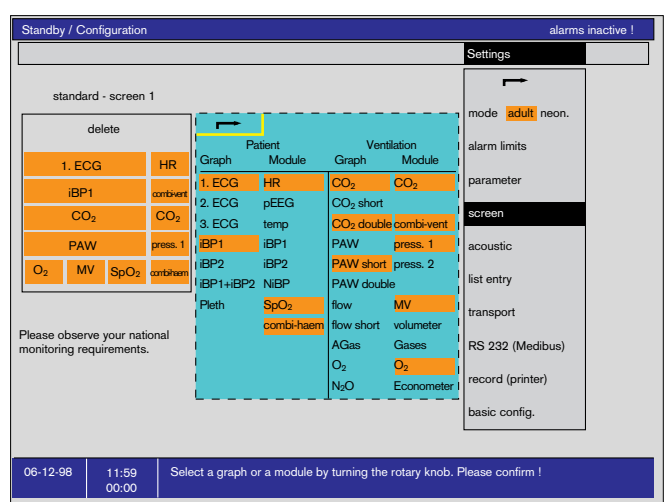 Standby / Configuration alarms inactive !
Settings
standard - screen 1
delete
1. ECG HR
iBP1 combi-vent
CO₂ CO₂
PAW press. 1
O₂ MV SpO₂ combihaem
Please observe your national
monitoring requirements.
Patient Ventilation
Graph Module Graph Module
1. ECG HR CO₂ CO₂
2. ECG pEEG CO₂ short
3. ECG temp CO₂ double combi-vent
iBP1 iBP1 PAW press. 1
iBP2 iBP2 PAW short press. 2
iBP1+iBP2 NiBP PAW double
Pleth SpO₂ flow MV
combi-haem flow short volumeter
AGas Gases
O₂ O₂
N₂O Econometer
mode adult neon.
alarm limits
parameter
screen
acoustic
list entry
transport
RS 232 (Medibus)
record (printer)
basic config.
06-12-98 11:59
00:00
Select a graph or a module by turning the rotary knob. Please confirm !